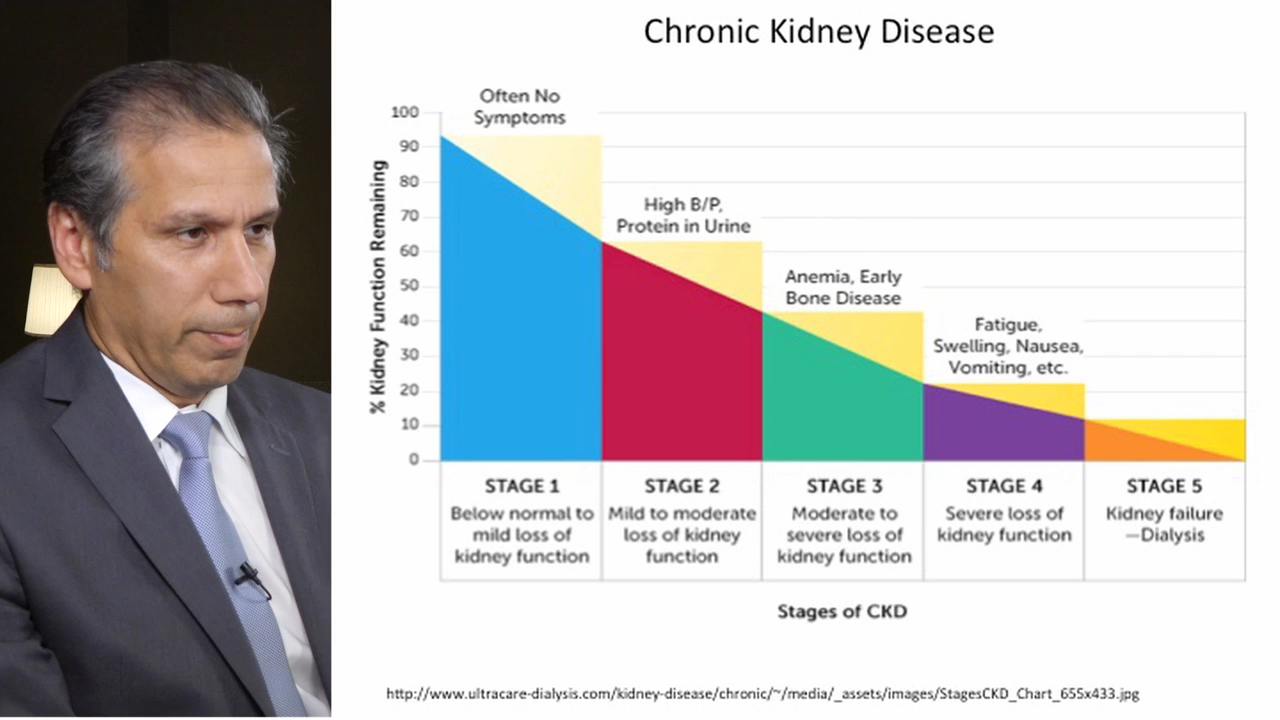 Chronic Kidney Disease
% Kidney Function Remaining
100
90
80
70
60
50
40
30
20
10
0
Often No
Symptoms
High B/P,
Protein in Urine
Anemia, Early
Bone Disease
Fatigue,
Swelling, Nausea,
Vomiting, etc.
STAGE 1
Below normal to
mild loss of
kidney function
STAGE 2
Mild to moderate
loss of kidney
function
STAGE 3
Moderate to
severe loss of
kidney function
STAGE 4
Severe loss of
kidney function
STAGE 5
Kidney failure
—Dialysis
Stages of CKD
http://www.ultracare-dialysis.com/kidney-disease/chronic/~/media/_assets/images/StagesCKD_Chart_655x433.jpg